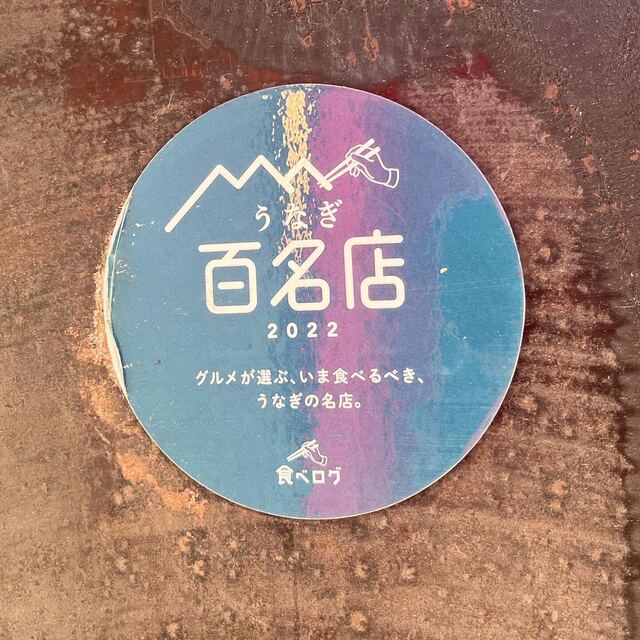 うなぎ
百名店
2022
グルメが選ぶ、いま食べるべき、
うなぎの名店。
食べログ